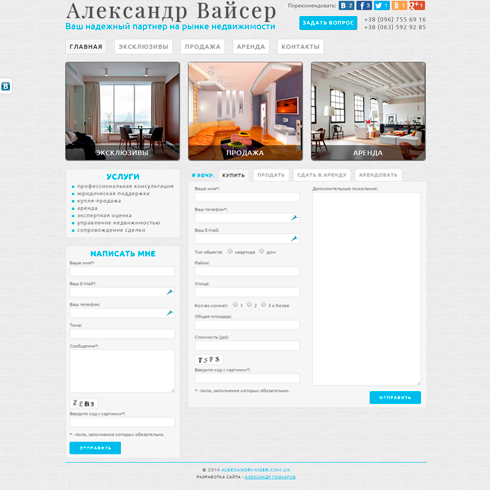 Александр Вайсер
Ваш надежный партнер на рынке недвижимости
Порекомендовать:
2
3
1
1
1
ЗАДАТЬ ВОПРОС
+38 (096) 755 69 16
+38 (063) 592 92 85
ГЛАВНАЯ
ЭКСКЛЮЗИВЫ
ПРОДАЖА
АРЕНДА
КОНТАКТЫ
ЭКСКЛЮЗИВЫ
ПРОДАЖА
АРЕНДА
УСЛУГИ
профессиональная консультация
юридическая поддержка
купля-продажа
аренда
экспертная оценка
управление недвижимостью
сопровождение сделки
НАПИСАТЬ МНЕ
Ваше имя*:
Ваш E-Mail*:
Ваш телефон:
Тема:
Сообщение*:
ZEB3
Введите код с картинки*:
* - поля, заполнение которых обязательно.
ОТПРАВИТЬ
Я ХОЧУ:
КУПИТЬ
ПРОДАТЬ
СДАТЬ В АРЕНДУ
АРЕНДОВАТЬ
Ваше имя*:
Ваш телефон*:
Ваш E-Mail:
Тип объекта: квартира дом
Район:
Улица:
Кол-во комнат: 1 2 3 и более
Общая площадь:
Стоимость (до):
TSFS
Введите код с картинки*:
* - поля, заполнение которых обязательно.
Дополнительные пожелания:
ОТПРАВИТЬ
© 2014 ALEKSANDRVAISER.COM.UA
РАЗРАБОТКА САЙТА - АЛЕКСАНДР ГОНЧАРОВ